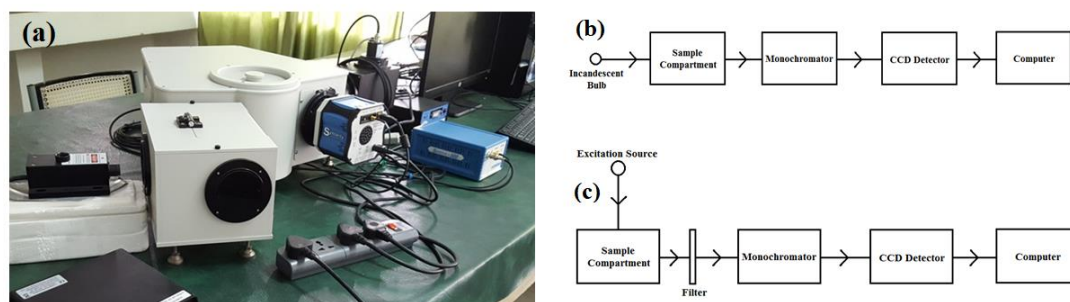 (a)
(b)
Incandescent
Bulb
Sample
Compartment
Monochromator
CCD Detector
Computer
Excitation Source
(c)
Sample
Compartment
Filter
Monochromator
CCD Detector
Computer